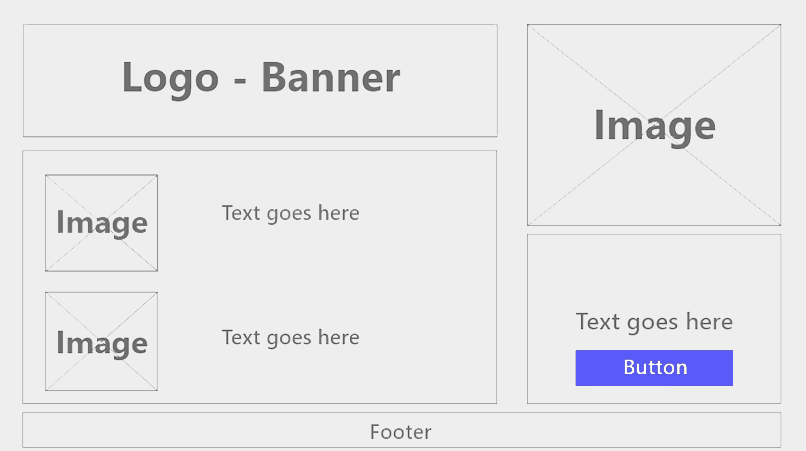 Logo - Banner
Image
Text goes here
Image
Text goes here
Image
Text goes here
Button
Footer